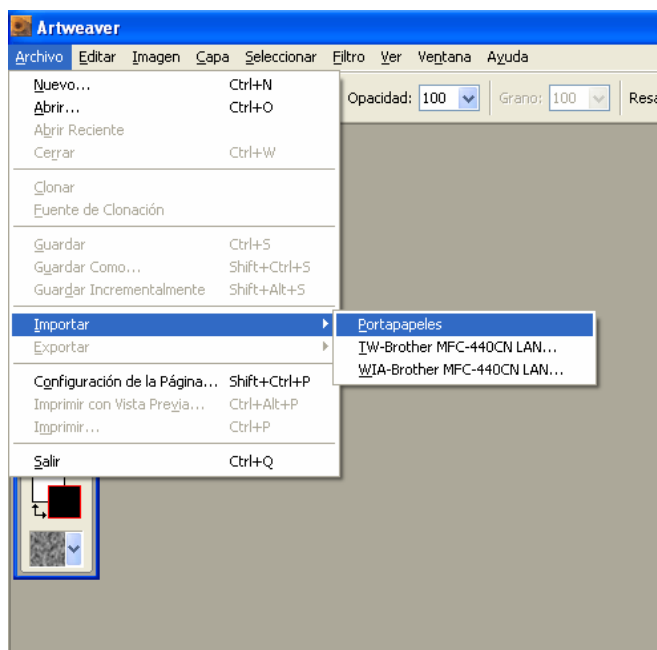 Artweaver
Archivo Editar Imagen Capa Seleccionar Filtro Ver Ventana Ayuda
Opacidad: 100 Grano: 100 Resa
Nuevo... Ctrl+N
Abrir... Ctrl+O
Abrir Reciente
Cerrar Ctrl+W
Clonar
Fuente de Clonación
Guardar Ctrl+S
Guardar Como... Shift+Ctrl+S
Guardar Incrementalmente Shift+Alt+S
Importar Portapapeles
Exportar TW-Brother MFC-440CN LAN...
WIA-Brother MFC-440CN LAN...
Configuración de la Página... Shift+Ctrl+P
Imprimir con Vista Previa... Ctrl+Alt+P
Imprimir... Ctrl+P
Salir Ctrl+Q